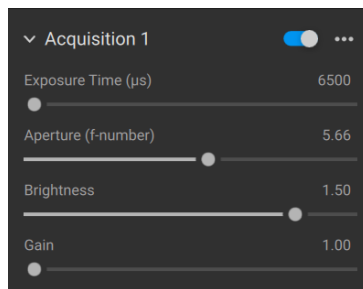 Acquisition 1
Exposure Time (µs) 6500
Aperture (f-number) 5.66
Brightness 1.50
Gain 1.00